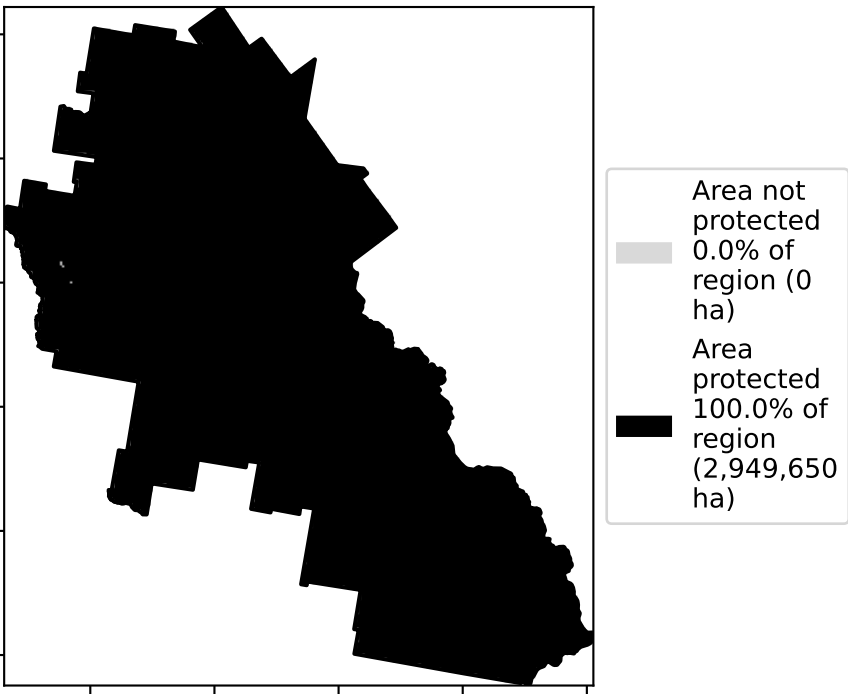 Area not
protected
0.0% of
region (0
ha)
Area
protected
100.0% of
region
(2,949,650
ha)